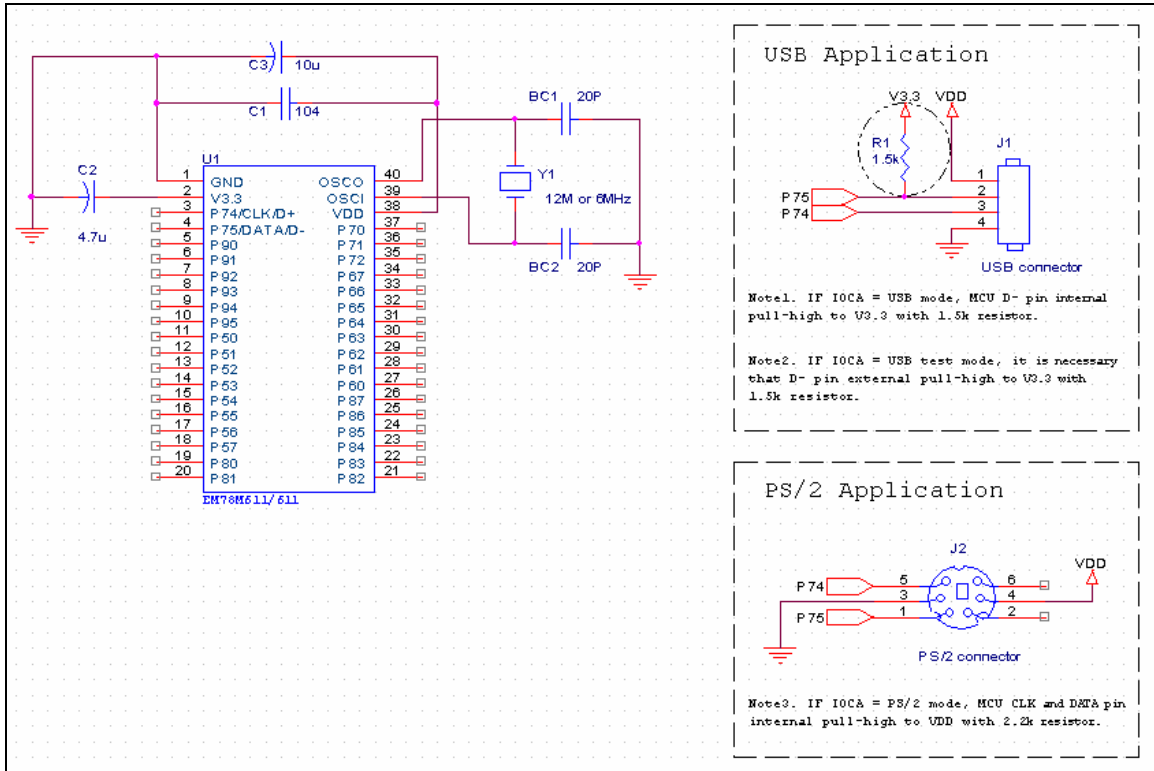 C3 10u
C1 104
C2
4.7u
U1
1 GND OSCO 40
2 V3.3 OSCI 39
3 P74/CLK/D+ VDD 38
4 P75/DATA/D- P70 37
5 P90 P71 36
6 P91 P72 35
7 P92 P67 34
8 P93 P66 33
9 P94 P65 32
10 P95 P64 31
11 P50 P63 30
12 P51 P62 29
13 P52 P61 28
14 P53 P60 27
15 P54 P87 26
16 P55 P86 25
17 P56 P85 24
18 P57 P84 23
19 P80 P83 22
20 P81 P82 21
EM78M611/511
BC1 20P
Y1
12M or 6MHz
BC2 20P
USB Application
V3.3 VDD
R1
1.5k
J1
1
P75 2
P74 3
4
USB connector
Note1. IF IOCA = USB mode, MCU D- pin internal
pull-high to V3.3 with 1.5k resistor.
Note2. IF IOCA = USB test mode, it is necessary
that D- pin external pull-high to V3.3 with
1.5k resistor.
PS/2 Application
J2
VDD
P74 5 6
3 4
P75 1 2
PS/2 connector
Note3. IF IOCA = PS/2 mode, MCU CLK and DATA pin
internal pull-high to VDD with 2.2k resistor.